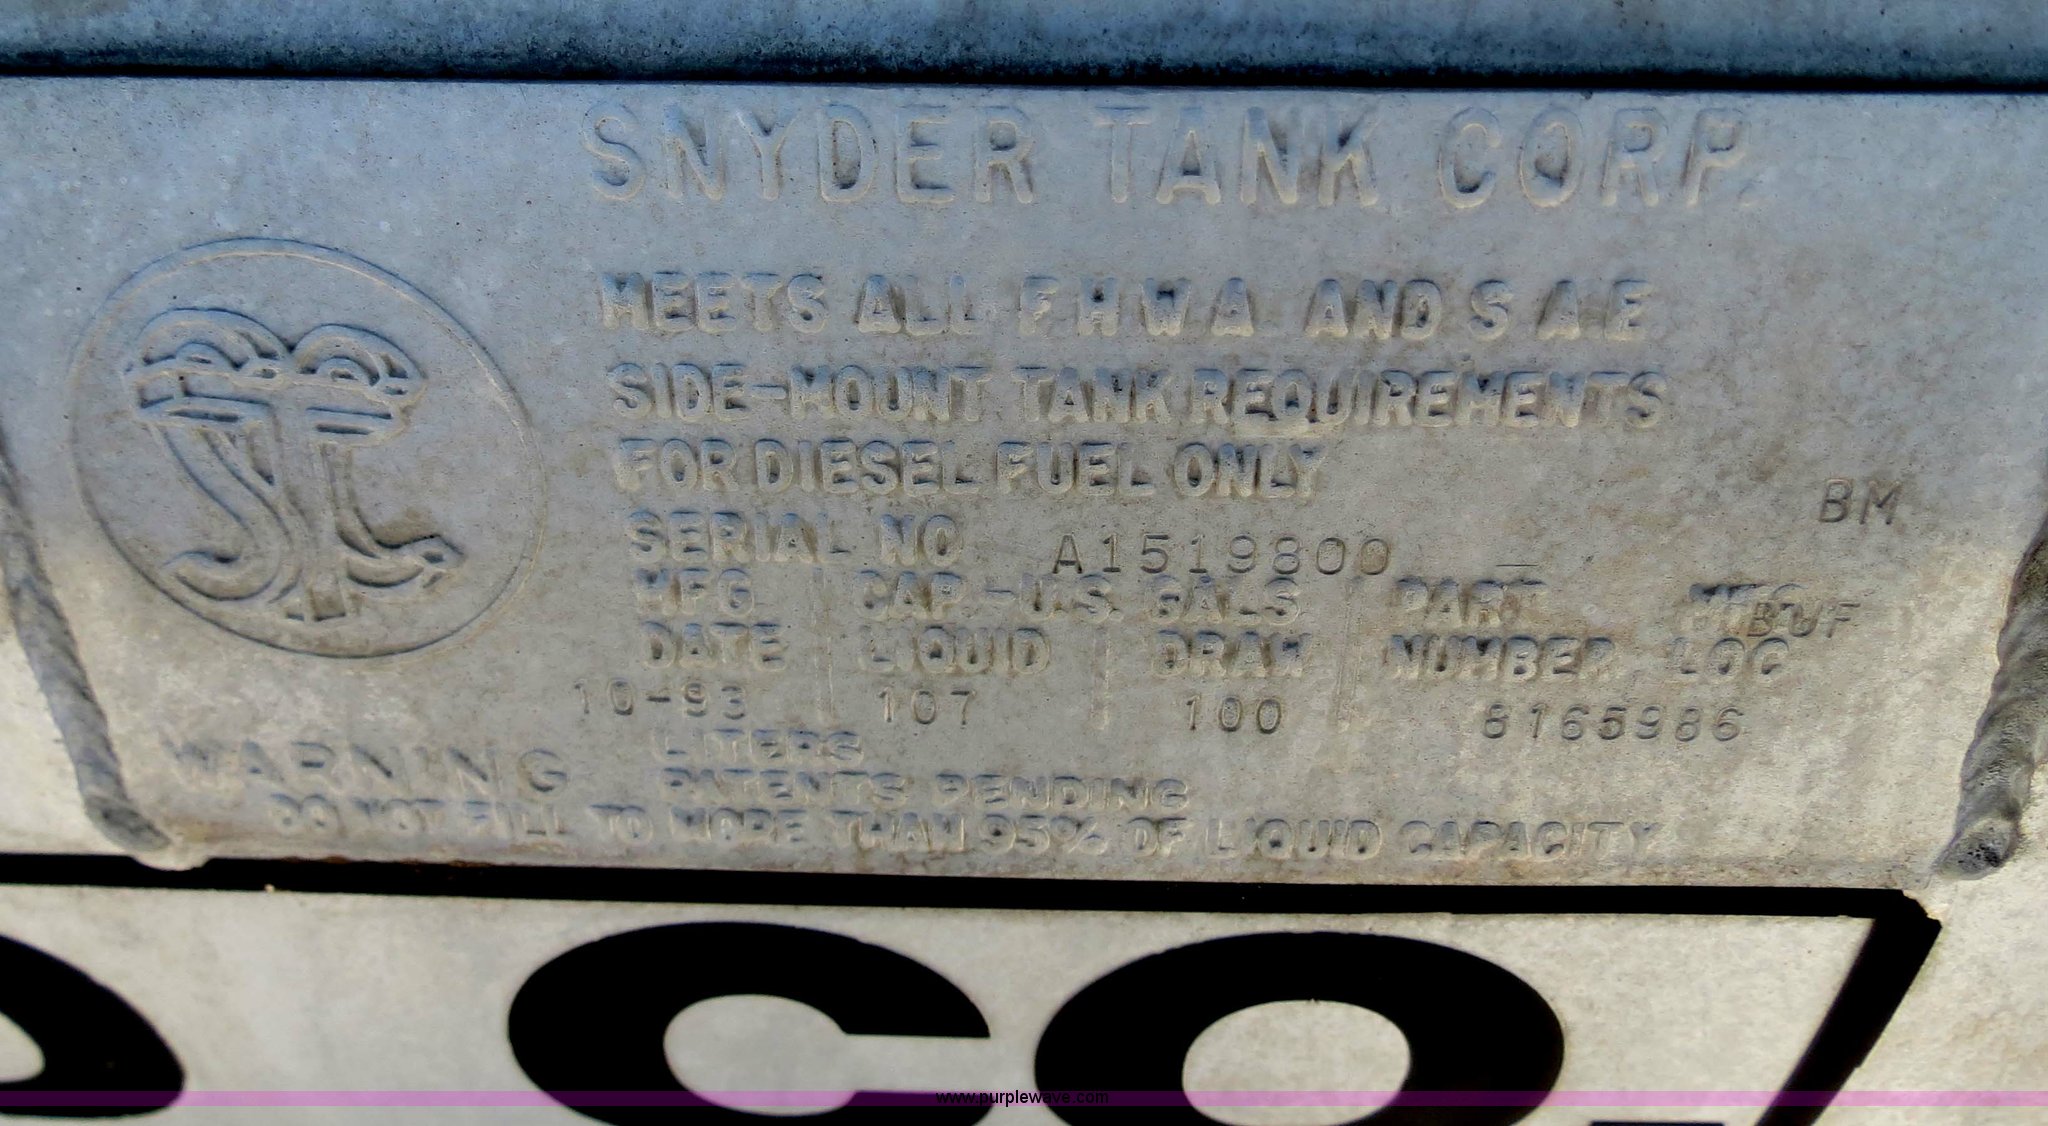 SNYDER TANK CORP.
MEETS ALL F.H.W.A. AND S A E
SIDE-MOUNT TANK REQUIREMENTS
FOR DIESEL FUEL ONLY
BM
SERIAL NO A1519800
MFG CAP.-U.S. GALS PART MFG
BUF
DATE LIQUID DRAW NUMBER LOC
10-93 107 100 8165986
LITERS
WARNING
PATENTS PENDING
DO NOT FILL TO MORE THAN 95% OF LIQUID CAPACITY
CO.
www.purplewave.com